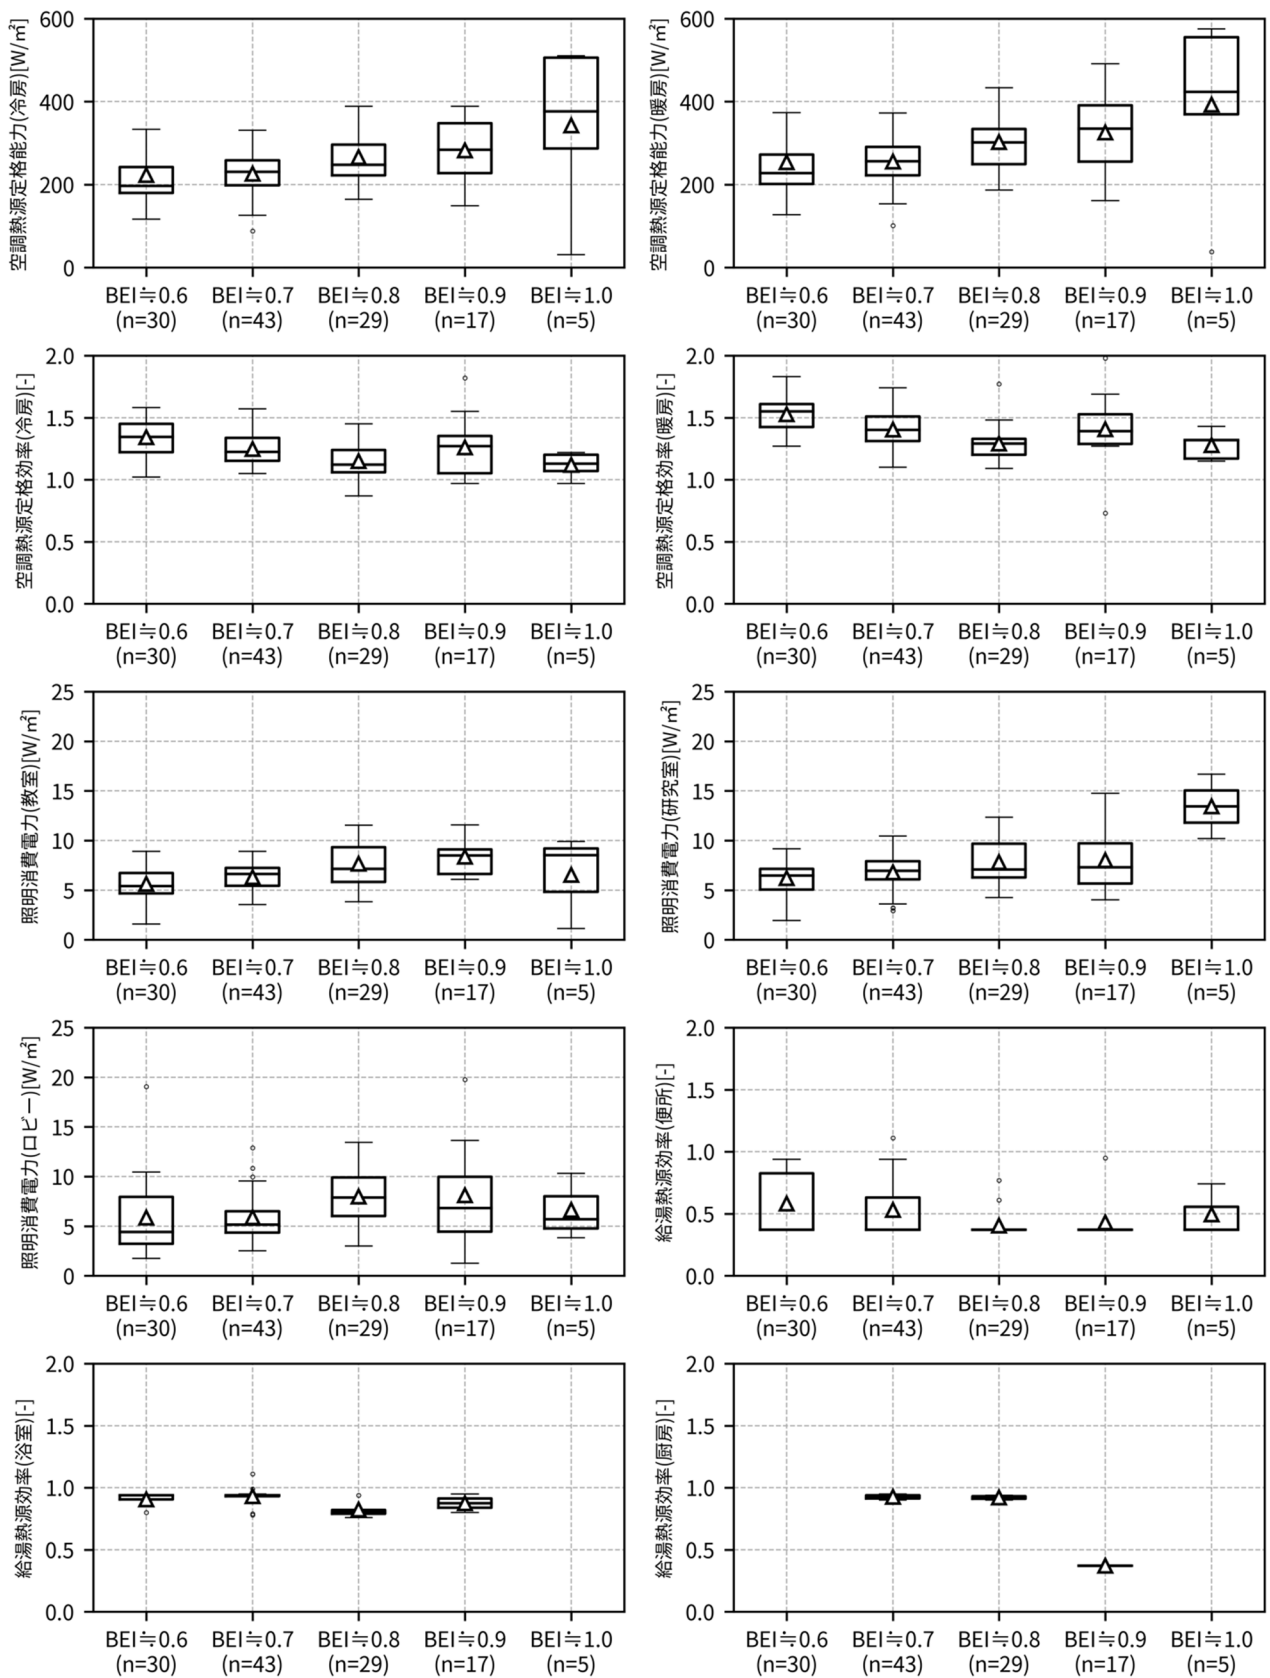 空調熱源定格能力(冷房)[W/㎡]
600
400
200
0
BEI≒0.6 BEI≒0.7 BEI≒0.8 BEI≒0.9 BEI≒1.0
(n=30) (n=43) (n=29) (n=17) (n=5)
空調熱源定格能力(暖房)[W/㎡]
600
400
200
0
BEI≒0.6 BEI≒0.7 BEI≒0.8 BEI≒0.9 BEI≒1.0
(n=30) (n=43) (n=29) (n=17) (n=5)
空調熱源定格効率(冷房)[-]
2.0
1.5
1.0
0.5
0.0
BEI≒0.6 BEI≒0.7 BEI≒0.8 BEI≒0.9 BEI≒1.0
(n=30) (n=43) (n=29) (n=17) (n=5)
空調熱源定格効率(暖房)[-]
2.0
1.5
1.0
0.5
0.0
BEI≒0.6 BEI≒0.7 BEI≒0.8 BEI≒0.9 BEI≒1.0
(n=30) (n=43) (n=29) (n=17) (n=5)
照明消費電力(教室)[W/㎡]
25
20
15
10
5
0
BEI≒0.6 BEI≒0.7 BEI≒0.8 BEI≒0.9 BEI≒1.0
(n=30) (n=43) (n=29) (n=17) (n=5)
照明消費電力(研究室)[W/㎡]
25
20
15
10
5
0
BEI≒0.6 BEI≒0.7 BEI≒0.8 BEI≒0.9 BEI≒1.0
(n=30) (n=43) (n=29) (n=17) (n=5)
照明消費電力(ロビー)[W/㎡]
25
20
15
10
5
0
BEI≒0.6 BEI≒0.7 BEI≒0.8 BEI≒0.9 BEI≒1.0
(n=30) (n=43) (n=29) (n=17) (n=5)
給湯熱源効率(便所)[-]
2.0
1.5
1.0
0.5
0.0
BEI≒0.6 BEI≒0.7 BEI≒0.8 BEI≒0.9 BEI≒1.0
(n=30) (n=43) (n=29) (n=17) (n=5)
給湯熱源効率(浴室)[-]
2.0
1.5
1.0
0.5
0.0
BEI≒0.6 BEI≒0.7 BEI≒0.8 BEI≒0.9 BEI≒1.0
(n=30) (n=43) (n=29) (n=17) (n=5)
給湯熱源効率(厨房)[-]
2.0
1.5
1.0
0.5
0.0
BEI≒0.6 BEI≒0.7 BEI≒0.8 BEI≒0.9 BEI≒1.0
(n=30) (n=43) (n=29) (n=17) (n=5)